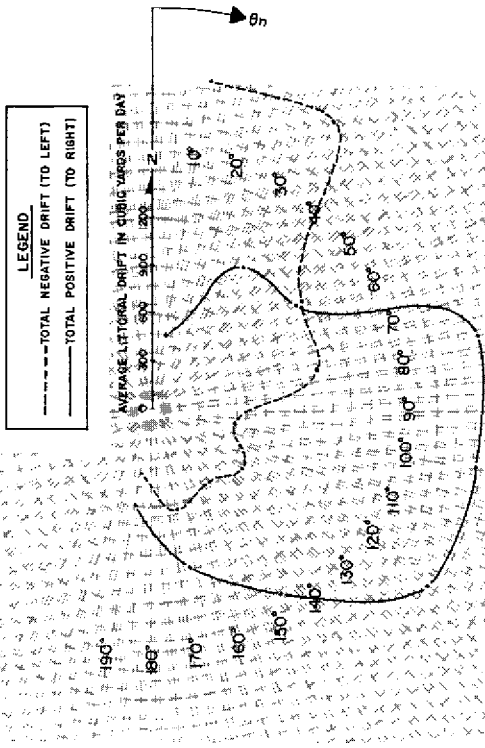 LEGEND
TOTAL NEGATIVE DRIFT (TO LEFT)
TOTAL POSITIVE DRIFT (TO RIGHT)
AVERAGE LITTORAL DRIFT IN CUBIC YARDS PER DAY
0 300 600 900 1200
N
θn
10°
20°
30°
40°
50°
60°
70°
80°
90°
100°
110°
120°
130°
140°
150°
160°
170°
180°
190°